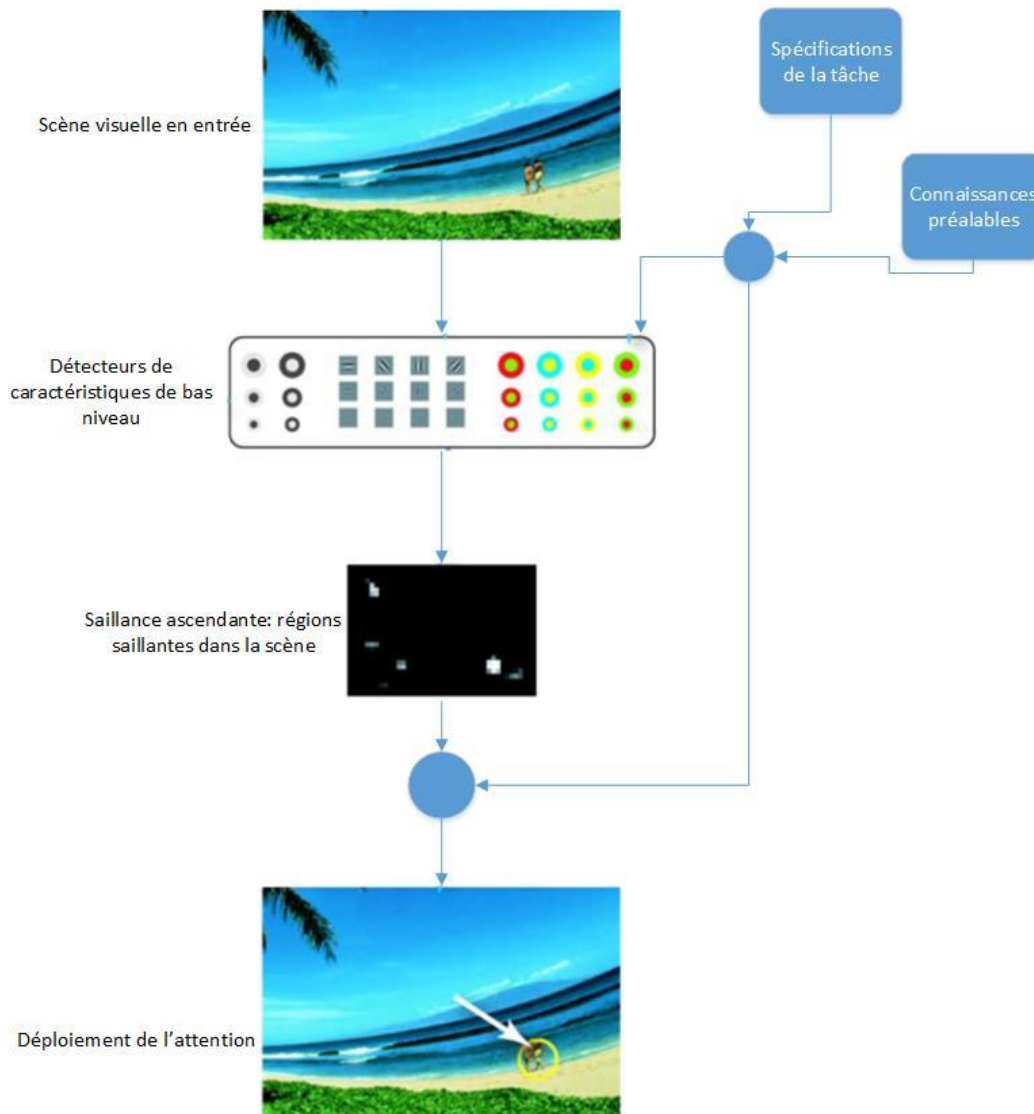 Spécifications
de la tâche
Scène visuelle en entrée
Connaissances
préalables
Détecteurs de
caractéristiques de bas
niveau
Saillance ascendante: régions
saillantes dans la scène
Déploiement de l'attention